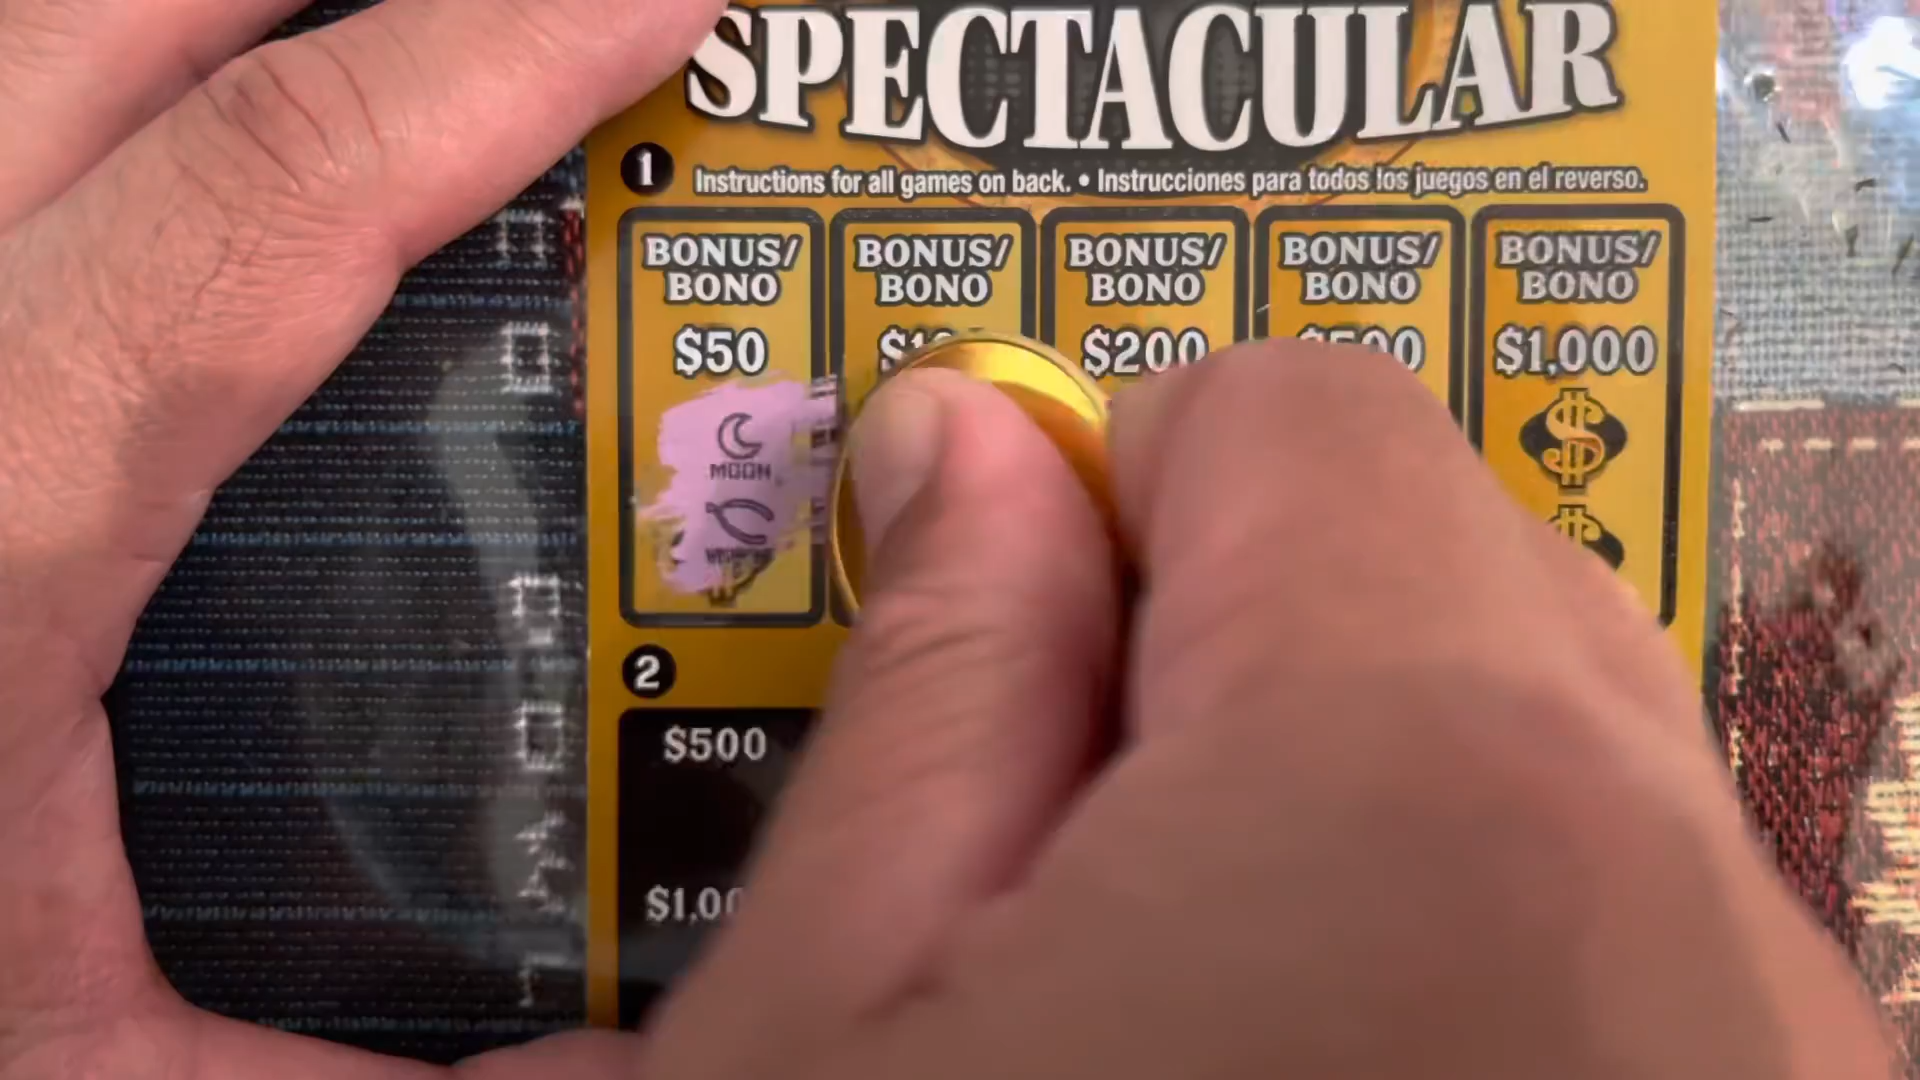 SPECTACULAR
1 Instructions for all games on back. • Instrucciones para todos los juegos en el reverso.
BONUS/ BONUS/ BONUS/ BONUS/ BONUS/
BONO BONO BONO BONO BONO
$50 $200 $500 $1,000
MOON
2
$500